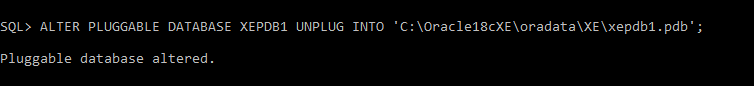 SQL> ALTER PLUGGABLE DATABASE XEPDB1 UNPLUG INTO 'C:\Oracle18cXE\oradata\XE\xepdb1.pdb';
Pluggable database altered.